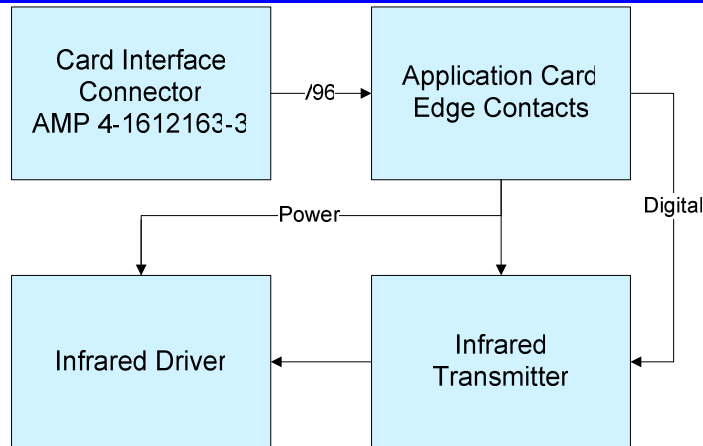 Card Interface
Connector
AMP 4-1612163-3
/96
Application Card
Edge Contacts
Power
Digital
Infrared Driver
Infrared
Transmitter